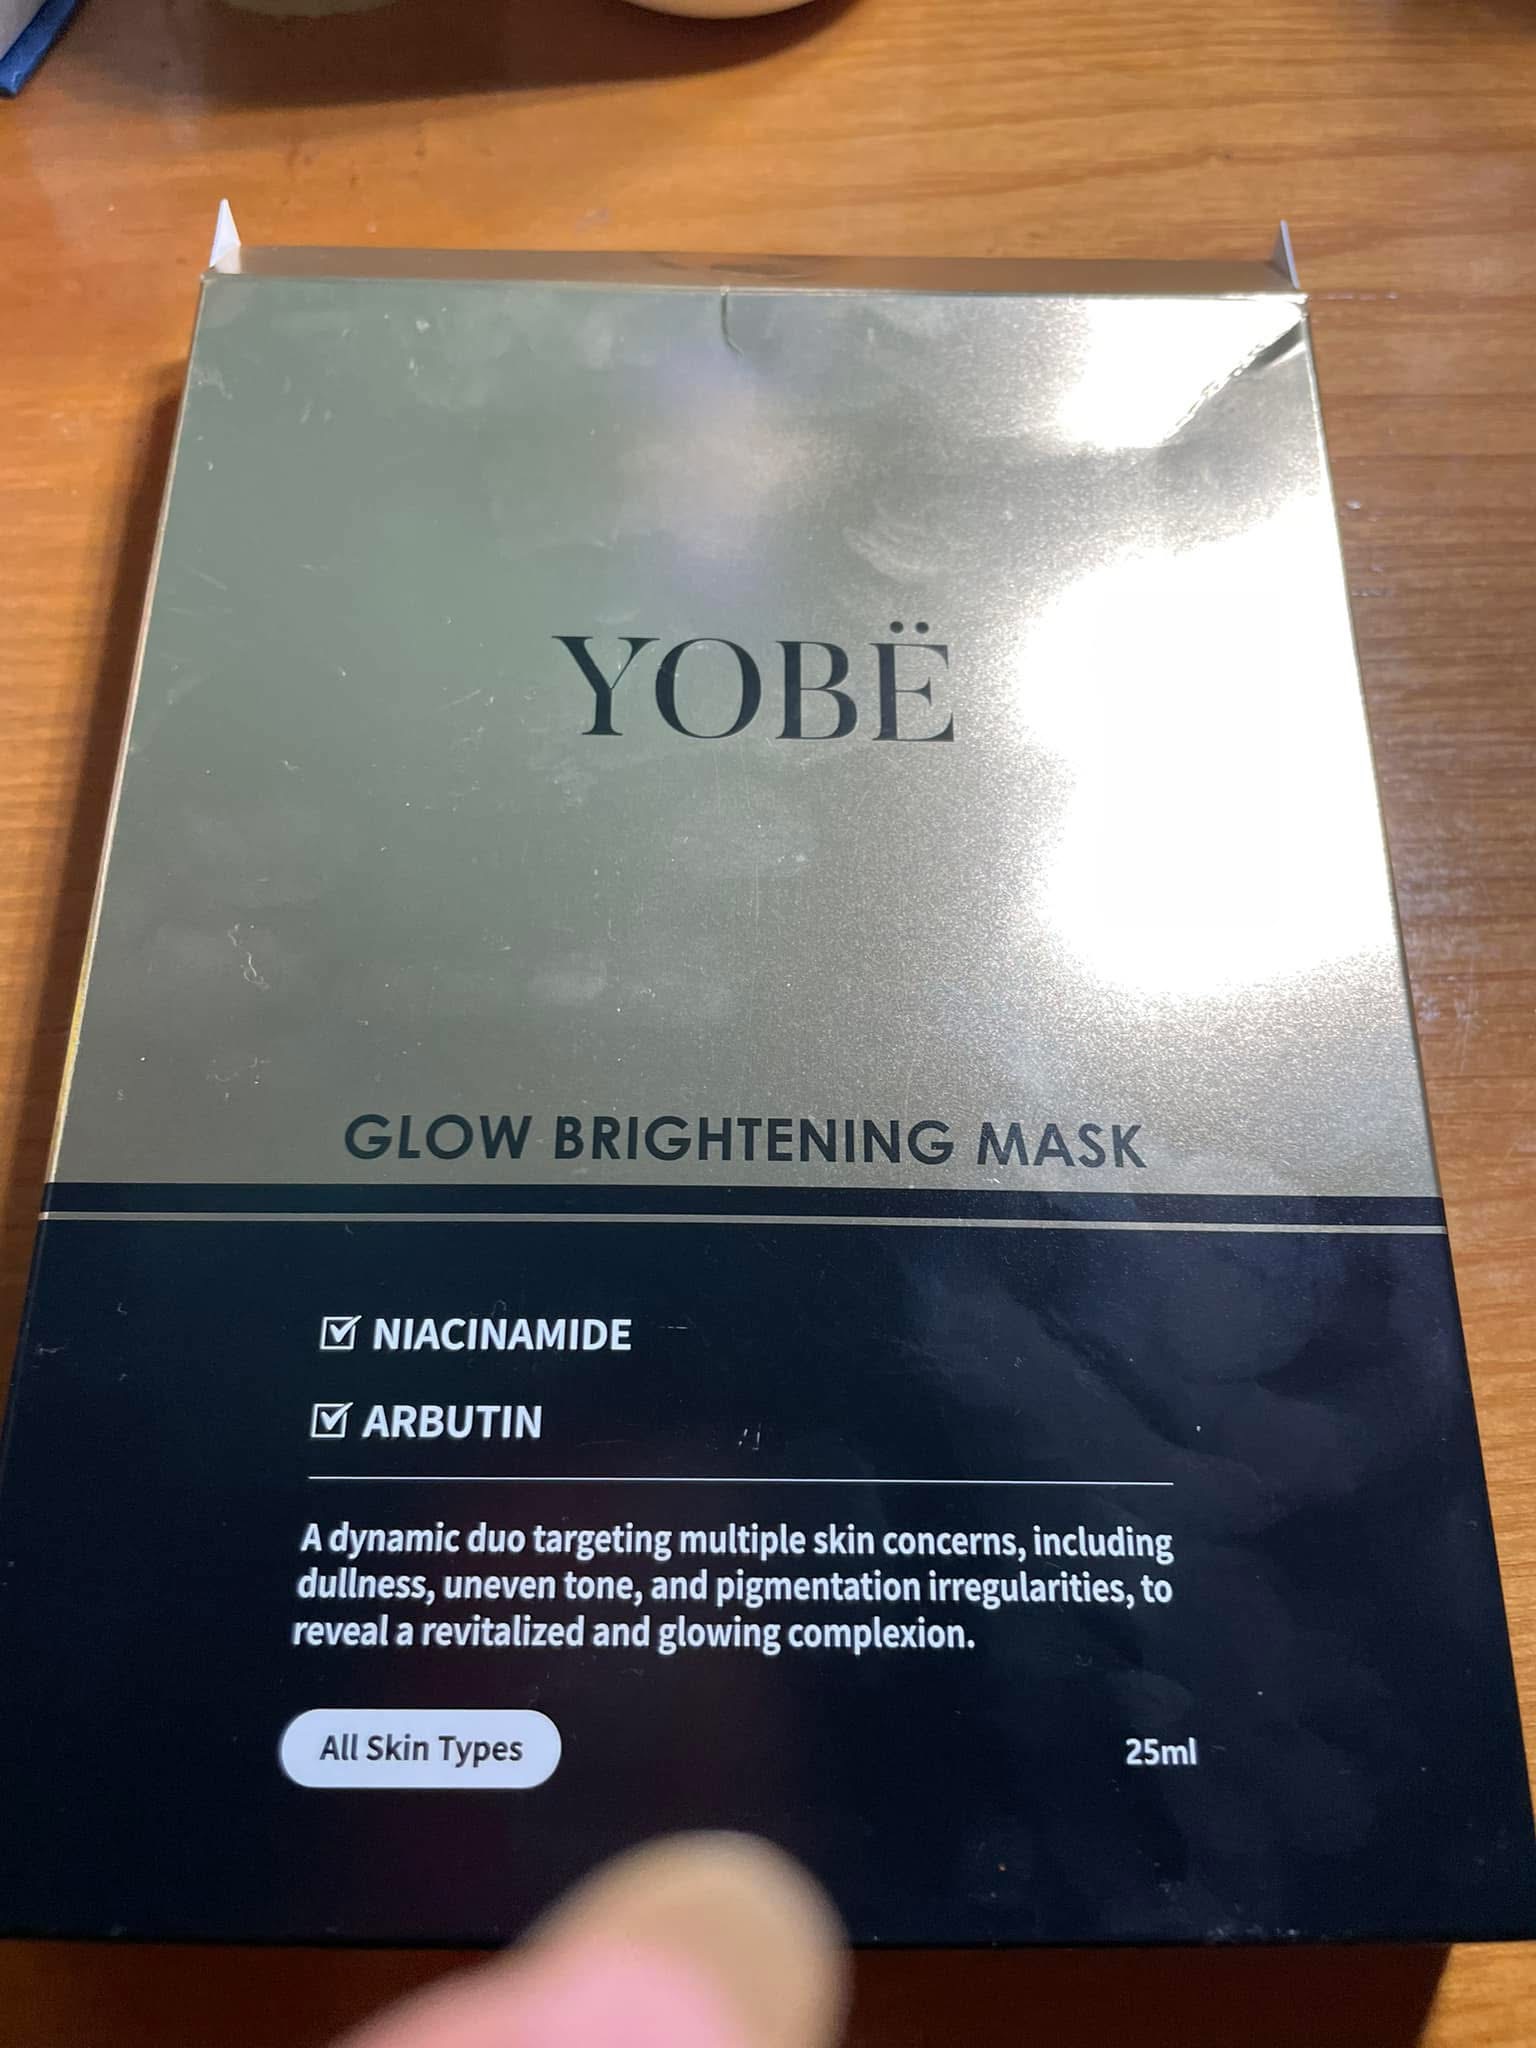 YOBË
GLOW BRIGHTENING MASK
NIACINAMIDE
ARBUTIN
A dynamic duo targeting multiple skin concerns, including
dullness, uneven tone, and pigmentation irregularities, to
reveal a revitalized and glowing complexion.
All Skin Types
25ml